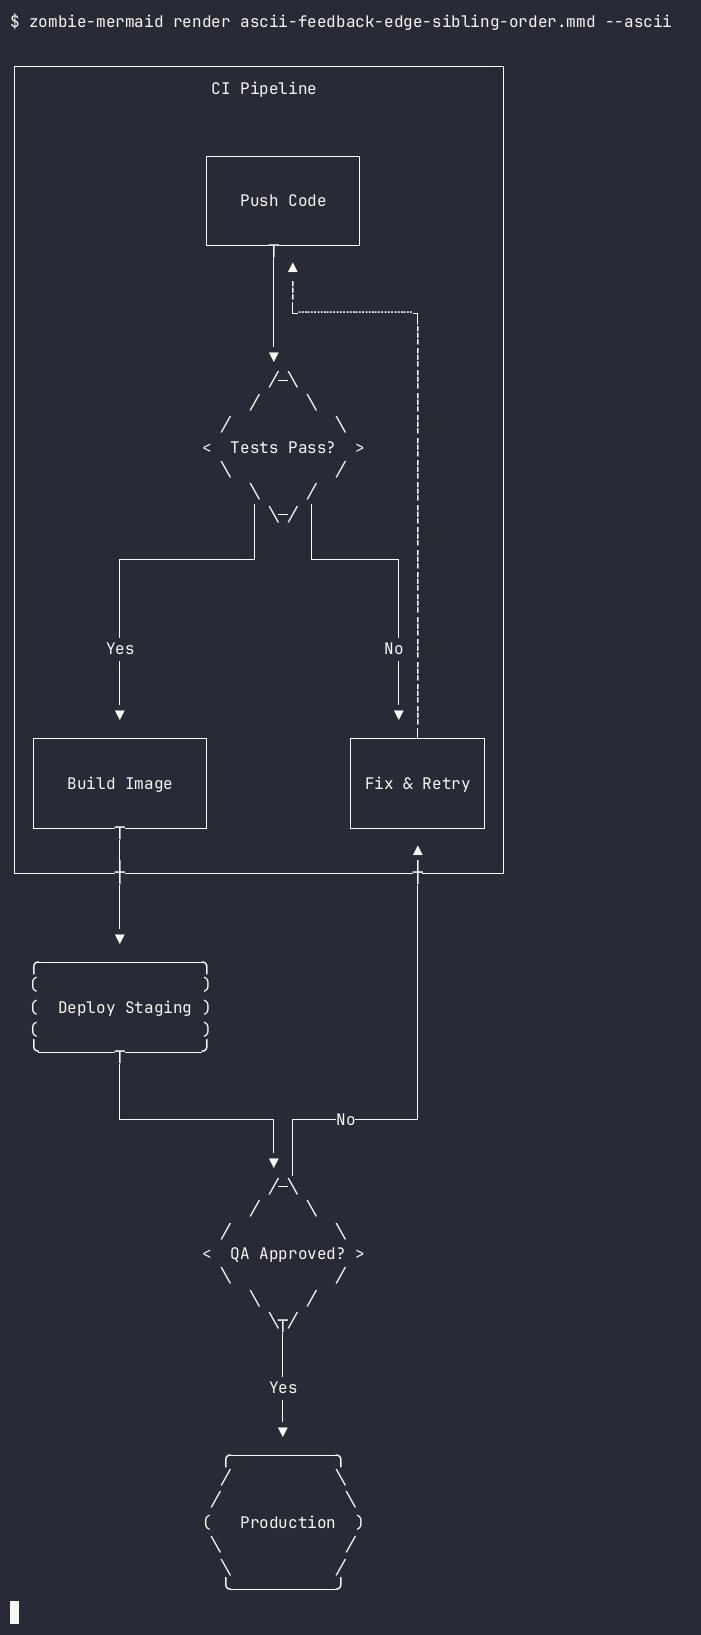 $ zombie-mermaid render ascii-feedback-edge-sibling-order.mmd --ascii
CI Pipeline
Push Code
Tests Pass?
Yes
No
Build Image
Fix & Retry
Deploy Staging
No
QA Approved?
Yes
Production